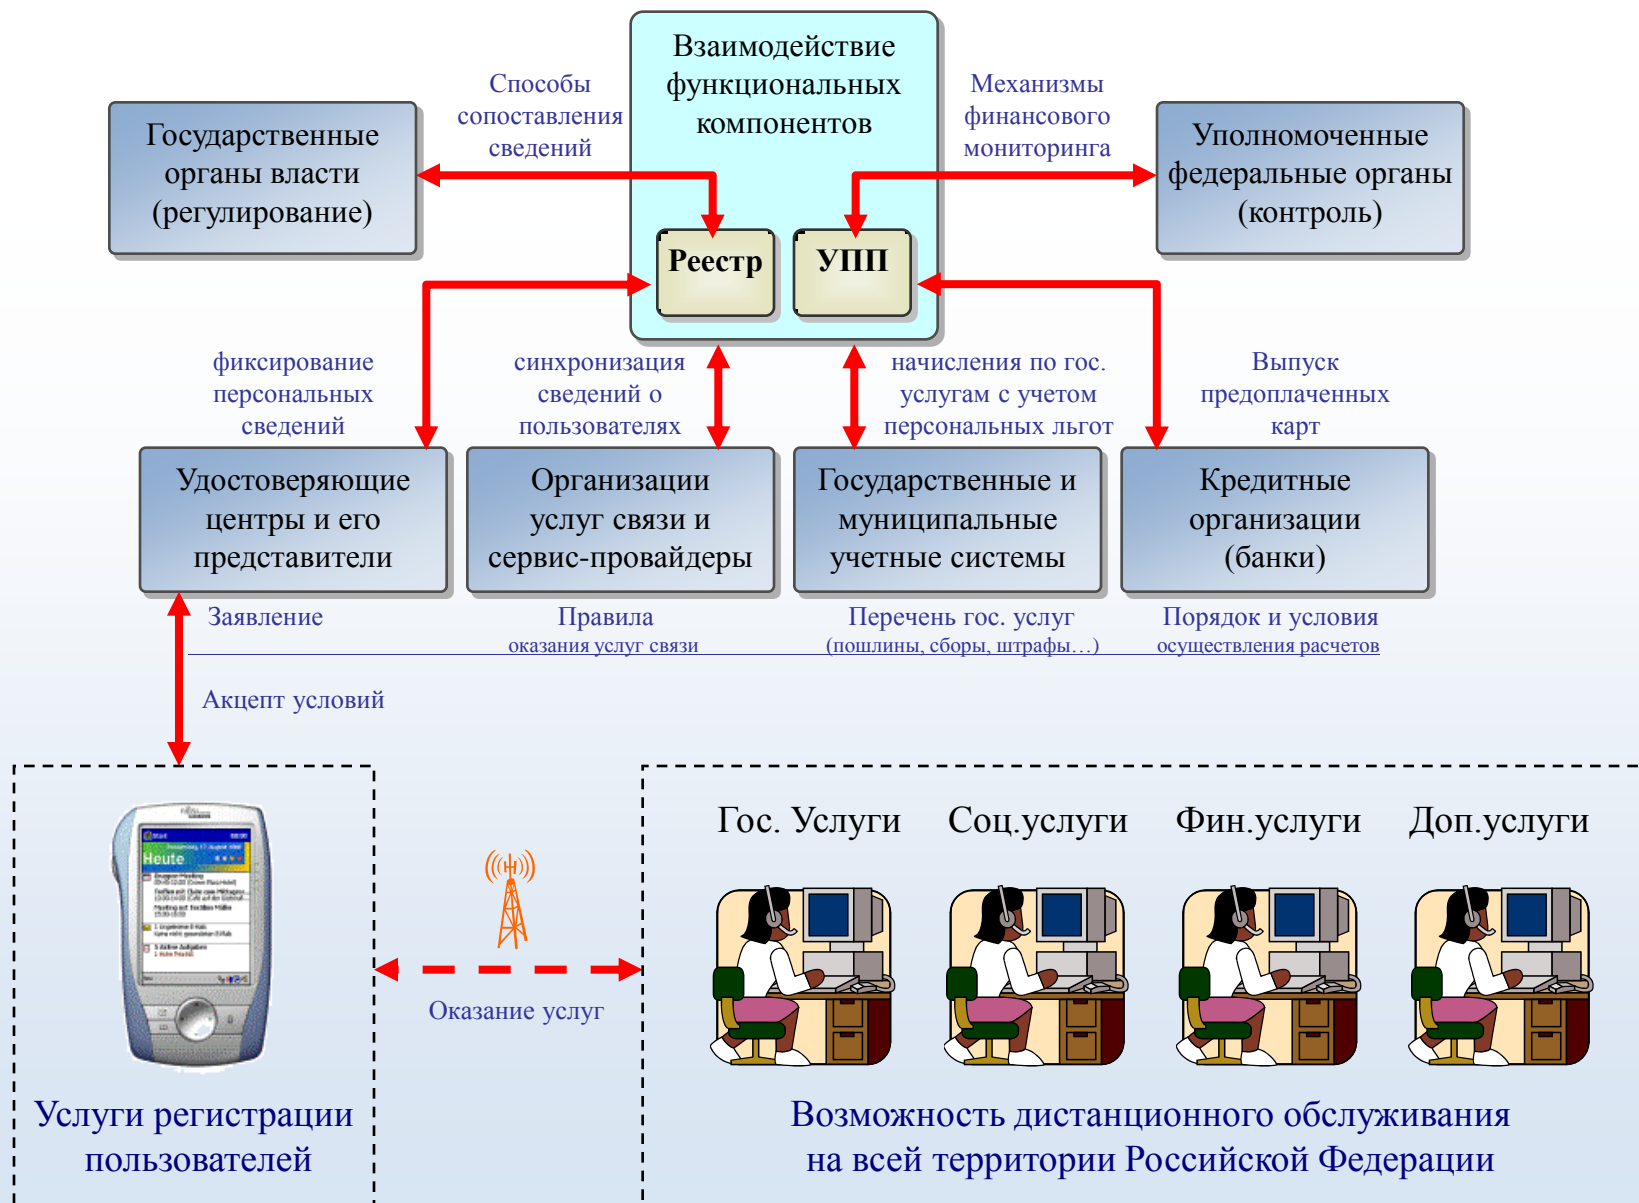 Взаимодействие
функциональных
компонентов
Способы
сопоставления
сведений
Механизмы
финансового
мониторинга
Государственные
органы власти
(регулирование)
Уполномоченные
федеральные органы
(контроль)
Реестр
УПП
фиксирование
персональных
сведений
синхронизация
сведений о
пользователях
начисления по гос.
услугам с учетом
персональных льгот
Выпуск
предоплаченных
карт
Удостоверяющие
центры и его
представители
Организации
услуг связи и
сервис-провайдеры
Государственные и
муниципальные
учетные системы
Кредитные
организации
(банки)
Заявление
Правила
оказания услуг связи
Перечень гос. услуг
(пошлины, сборы, штрафы…)
Порядок и условия
осуществления расчетов
Акцепт условий
Гос. Услуги
Соц.услуги
Фин.услуги
Доп.услуги
Heute
Оказание услуг
Услуги регистрации
пользователей
Возможность дистанционного обслуживания
на всей территории Российской Федерации